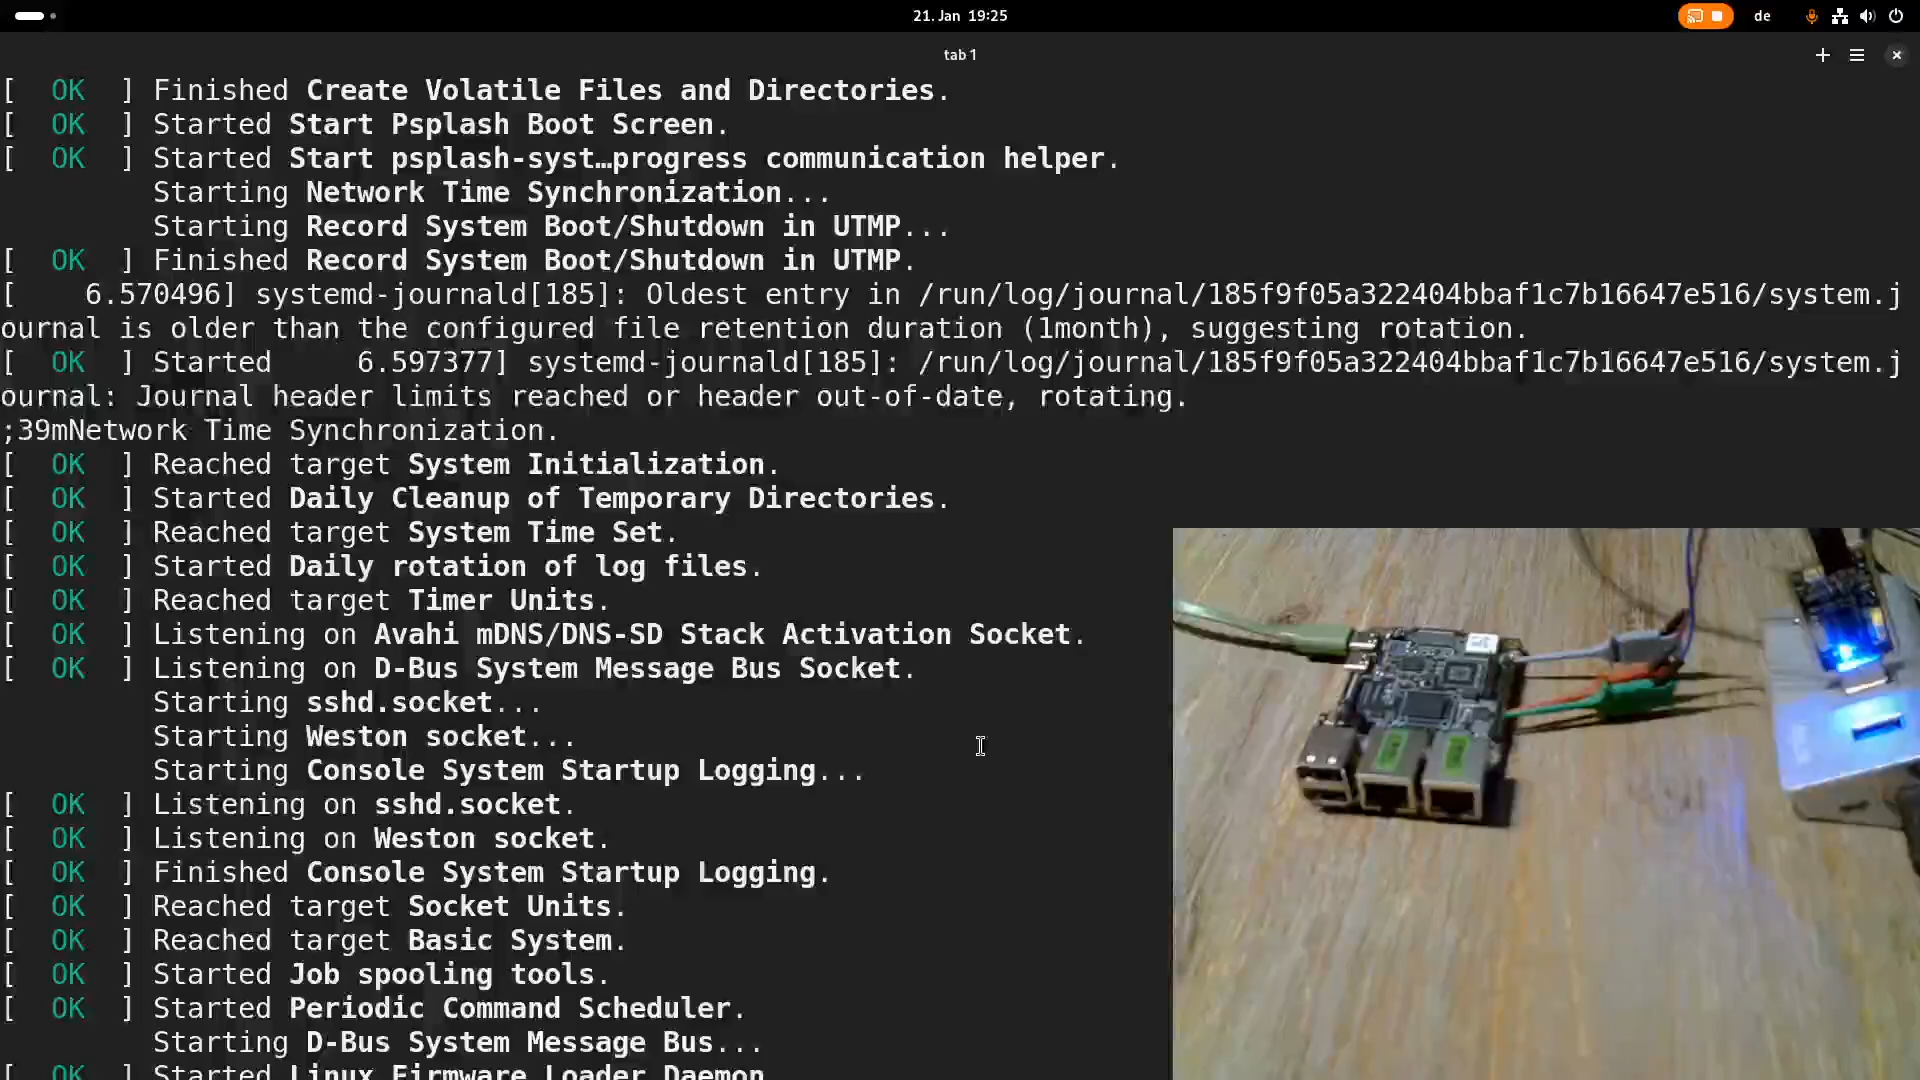 21. Jan 19:25
de
tab 1
[  OK  ] Finished Create Volatile Files and Directories.
[  OK  ] Started Start Psplash Boot Screen.
[  OK  ] Started Start psplash-syst…progress communication helper.
Starting Network Time Synchronization...
Starting Record System Boot/Shutdown in UTMP...
[  OK  ] Finished Record System Boot/Shutdown in UTMP.
[    6.570496] systemd-journald[185]: Oldest entry in /run/log/journal/185f9f05a322404bbaf1c7b16647e516/system.j
ournal is older than the configured file retention duration (1month), suggesting rotation.
[  OK  ] Started     6.597377] systemd-journald[185]: /run/log/journal/185f9f05a322404bbaf1c7b16647e516/system.j
ournal: Journal header limits reached or header out-of-date, rotating.
;39mNetwork Time Synchronization.
[  OK  ] Reached target System Initialization.
[  OK  ] Started Daily Cleanup of Temporary Directories.
[  OK  ] Reached target System Time Set.
[  OK  ] Started Daily rotation of log files.
[  OK  ] Reached target Timer Units.
[  OK  ] Listening on Avahi mDNS/DNS-SD Stack Activation Socket.
[  OK  ] Listening on D-Bus System Message Bus Socket.
Starting sshd.socket...
Starting Weston socket...
Starting Console System Startup Logging...
[  OK  ] Listening on sshd.socket.
[  OK  ] Listening on Weston socket.
[  OK  ] Finished Console System Startup Logging.
[  OK  ] Reached target Socket Units.
[  OK  ] Reached target Basic System.
[  OK  ] Started Job spooling tools.
[  OK  ] Started Periodic Command Scheduler.
Starting D-Bus System Message Bus...
[  OK  ] Started Linux Firmware Loader Daemon